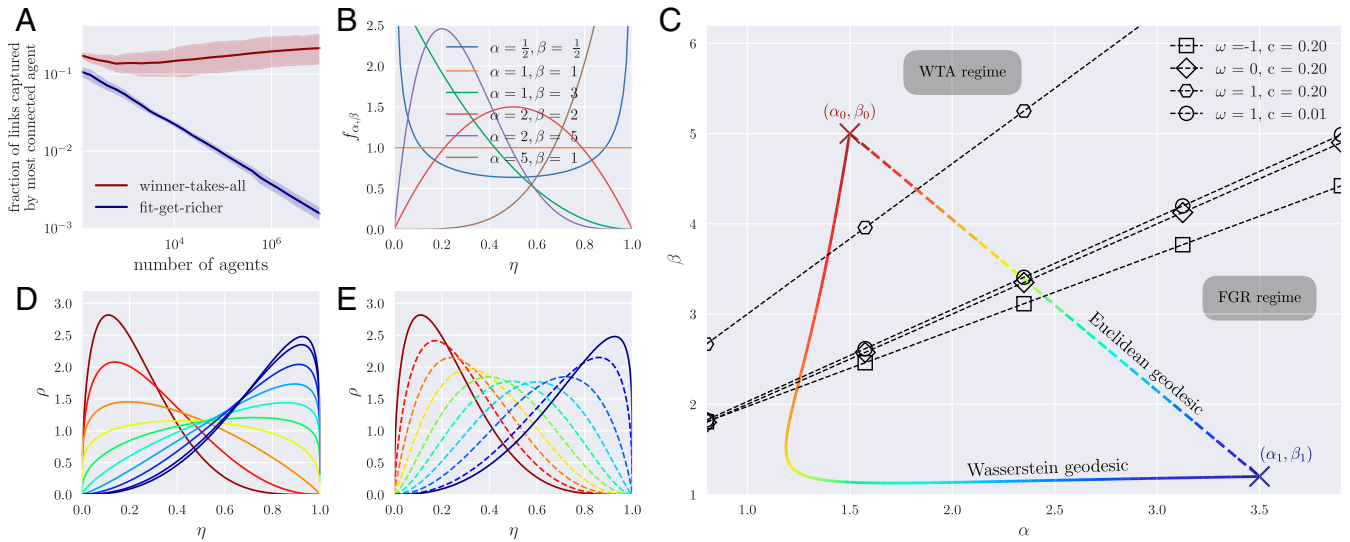 A
fraction of links captured
by most connected agent
10⁻¹
10⁻²
10⁻³
winner-takes-all
fit-get-richer
10⁴
10⁶
number of agents
B
f_{α,β}
2.5
2.0
1.5
1.0
0.5
0.0
α = ½, β = ½
α = 1, β = 1
α = 1, β = 3
α = 2, β = 2
α = 2, β = 5
α = 5, β = 1
0.0 0.2 0.4 0.6 0.8 1.0
η
C
β
6
5
4
3
2
1
WTA regime
ω =-1, c = 0.20
ω = 0, c = 0.20
ω = 1, c = 0.20
ω = 1, c = 0.01
(α₀, β₀)
FGR regime
Euclidean geodesic
(α₁, β₁)
Wasserstein geodesic
1.0 1.5 2.0 2.5 3.0 3.5
α
D
ρ
3.0
2.5
2.0
1.5
1.0
0.5
0.0
0.0 0.2 0.4 0.6 0.8 1.0
η
E
ρ
3.0
2.5
2.0
1.5
1.0
0.5
0.0
0.0 0.2 0.4 0.6 0.8 1.0
η